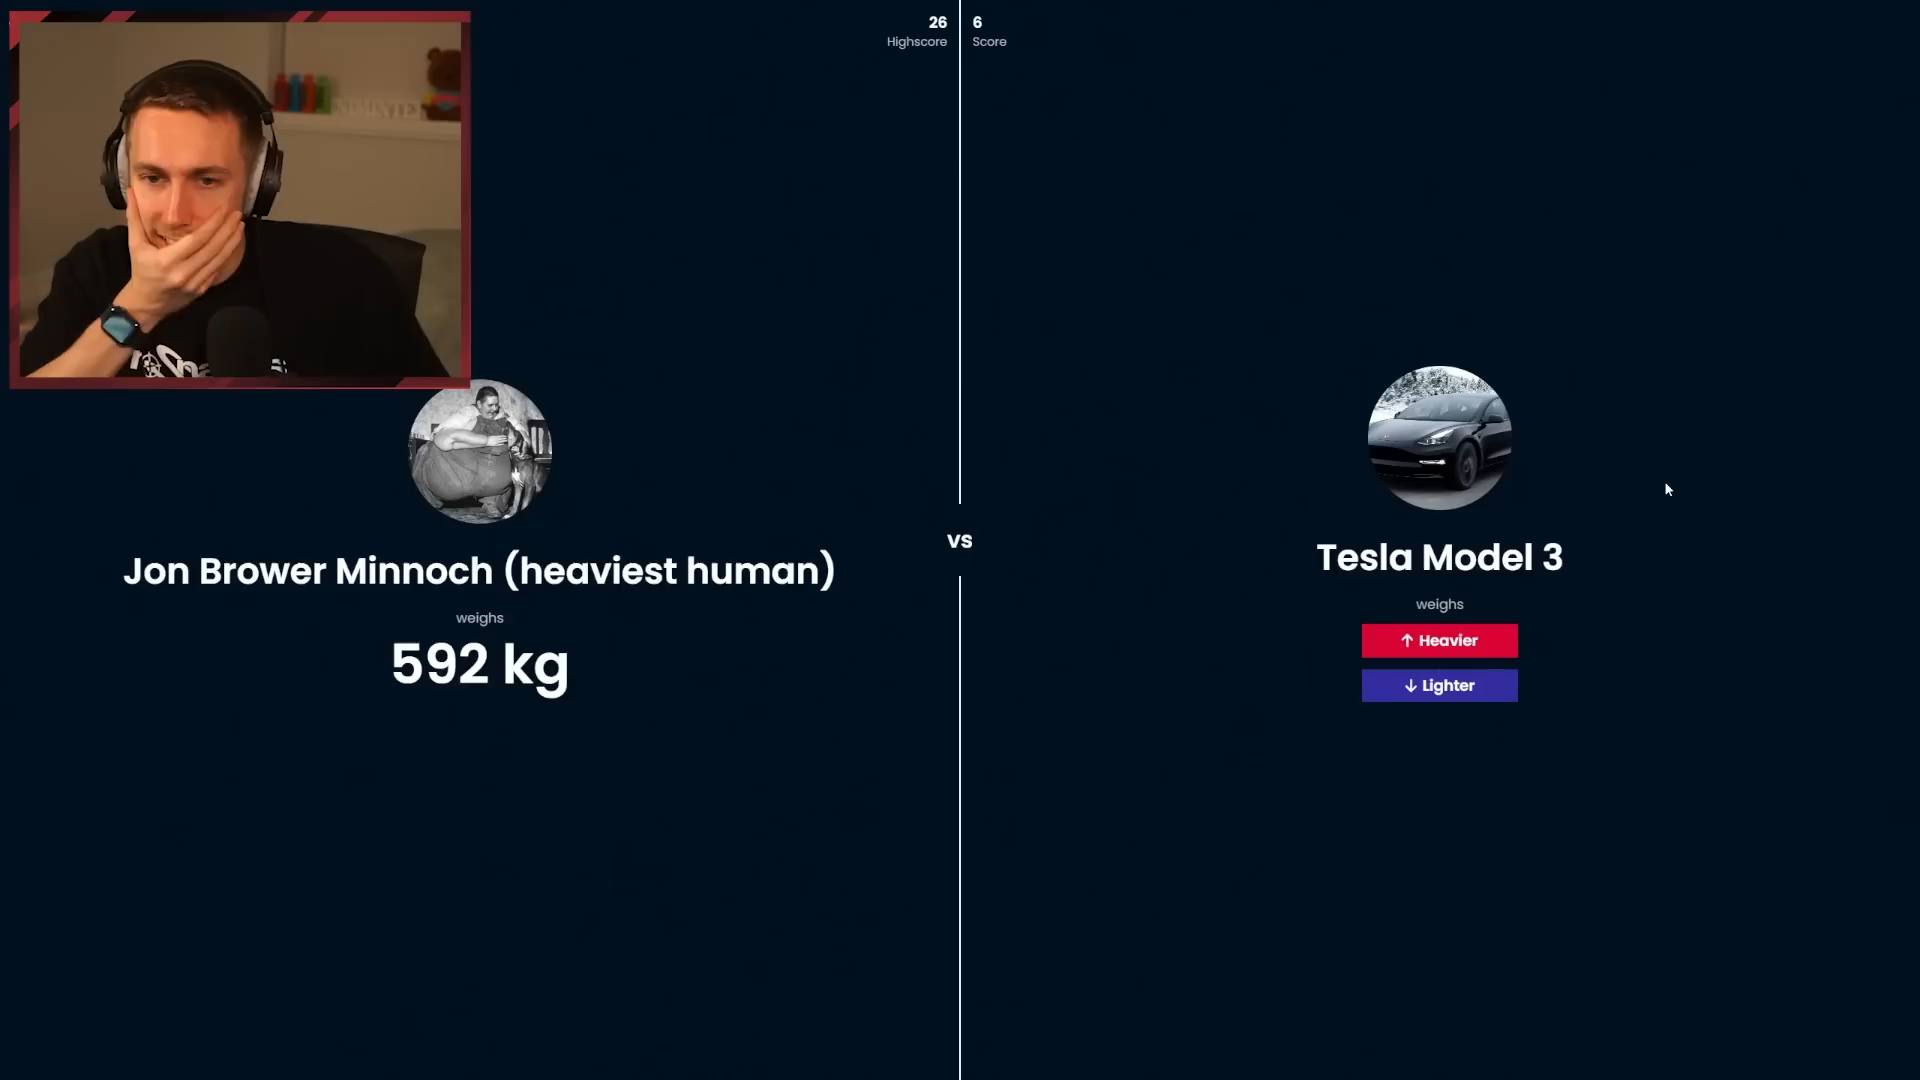 26
Highscore
6
Score
Jon Brower Minnoch (heaviest human)
weighs
592 kg
vs
Tesla Model 3
weighs
↑ Heavier
↓ Lighter